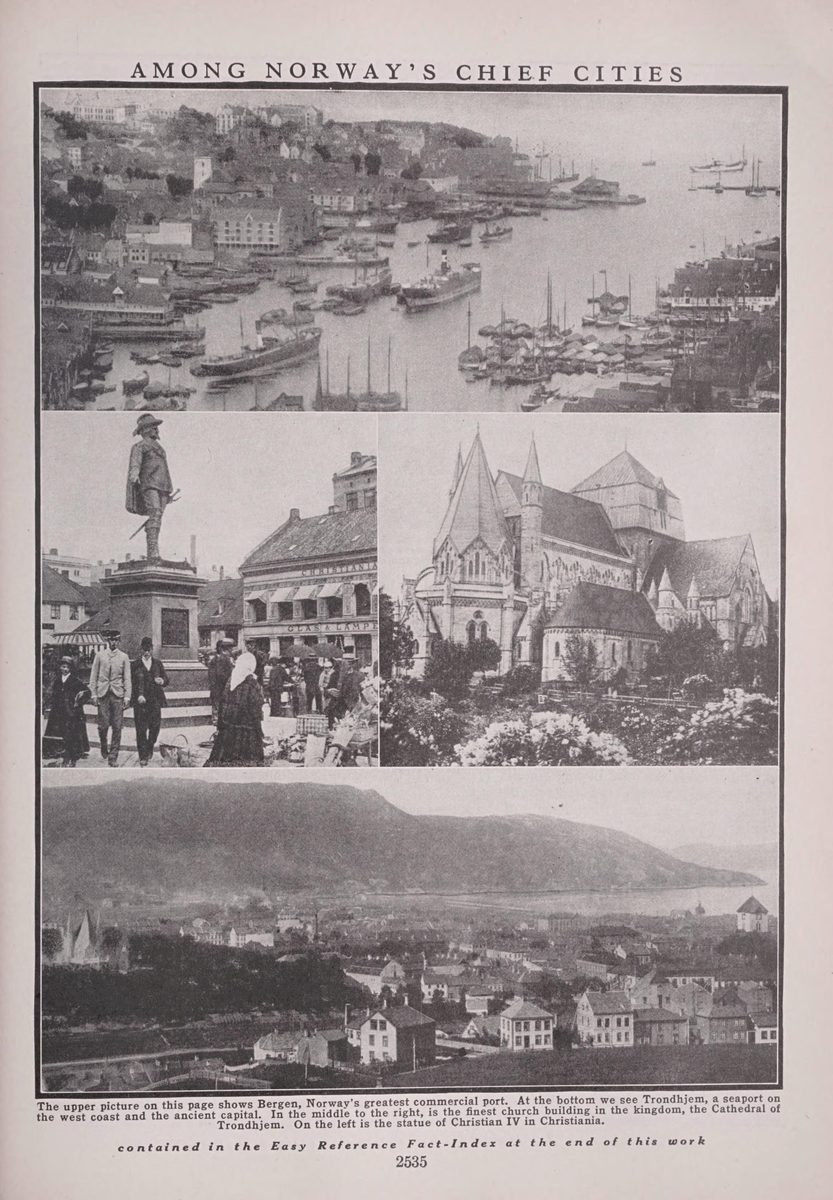 AMONG NORWAY'S CHIEF CITIES
CHRISTIANIA
GLAS & LAMPE
The upper picture on this page shows Bergen, Norway's greatest commercial port. At the bottom we see Trondhjem, a seaport on
the west coast and the ancient capital. In the middle to the right, is the finest church building in the kingdom, the Cathedral of
Trondhjem. On the left is the statue of Christian IV in Christiania.
contained in the Easy Reference Fact-Index at the end of this work
2535